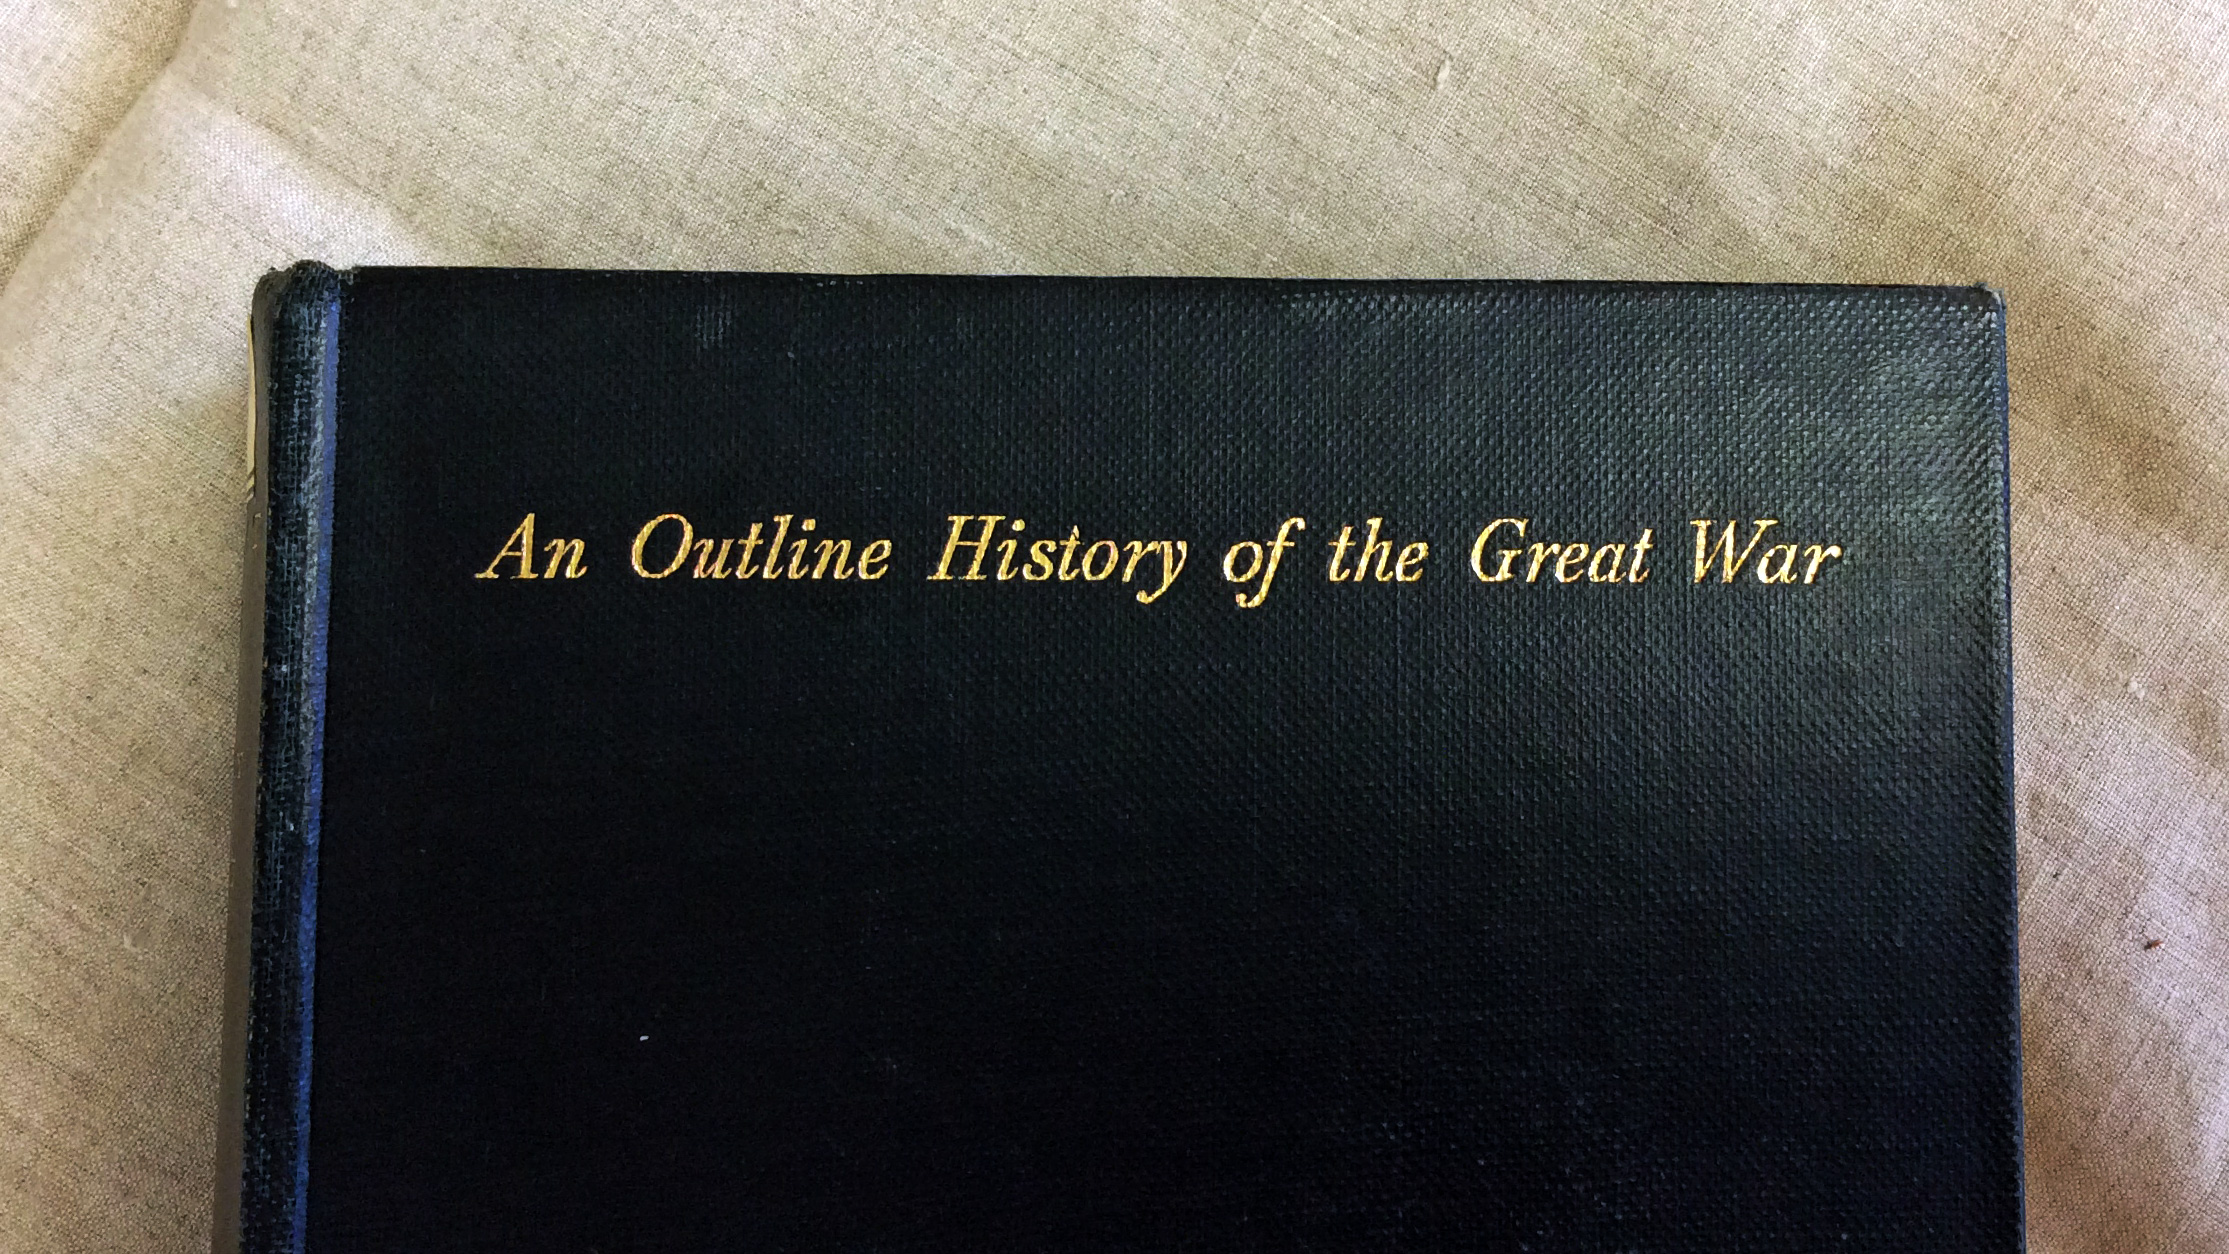 An Outline History of the Great War